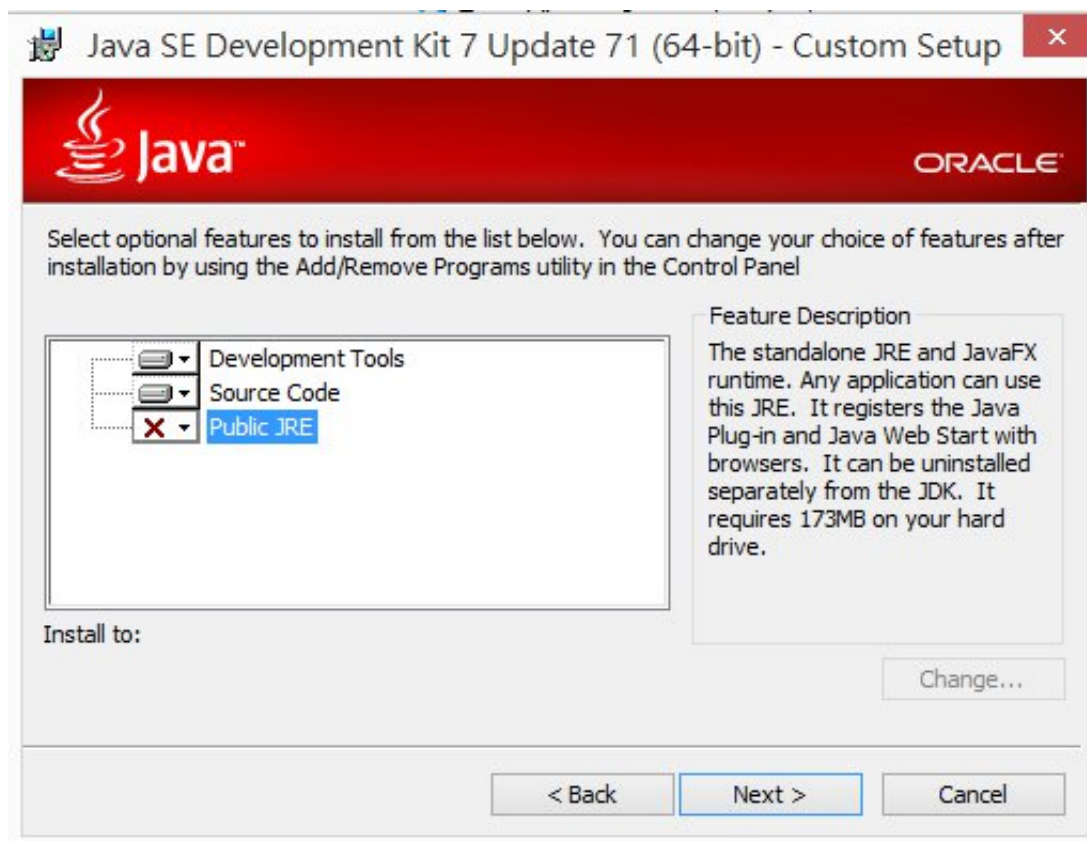 Java SE Development Kit 7 Update 71 (64-bit) - Custom Setup
Java™
ORACLE
Select optional features to install from the list below.  You can change your choice of features after
installation by using the Add/Remove Programs utility in the Control Panel
Development Tools
Source Code
Public JRE
Feature Description
The standalone JRE and JavaFX
runtime. Any application can use
this JRE.  It registers the Java
Plug-in and Java Web Start with
browsers.  It can be uninstalled
separately from the JDK.  It
requires 173MB on your hard
drive.
Install to:
Change...
< Back
Next >
Cancel